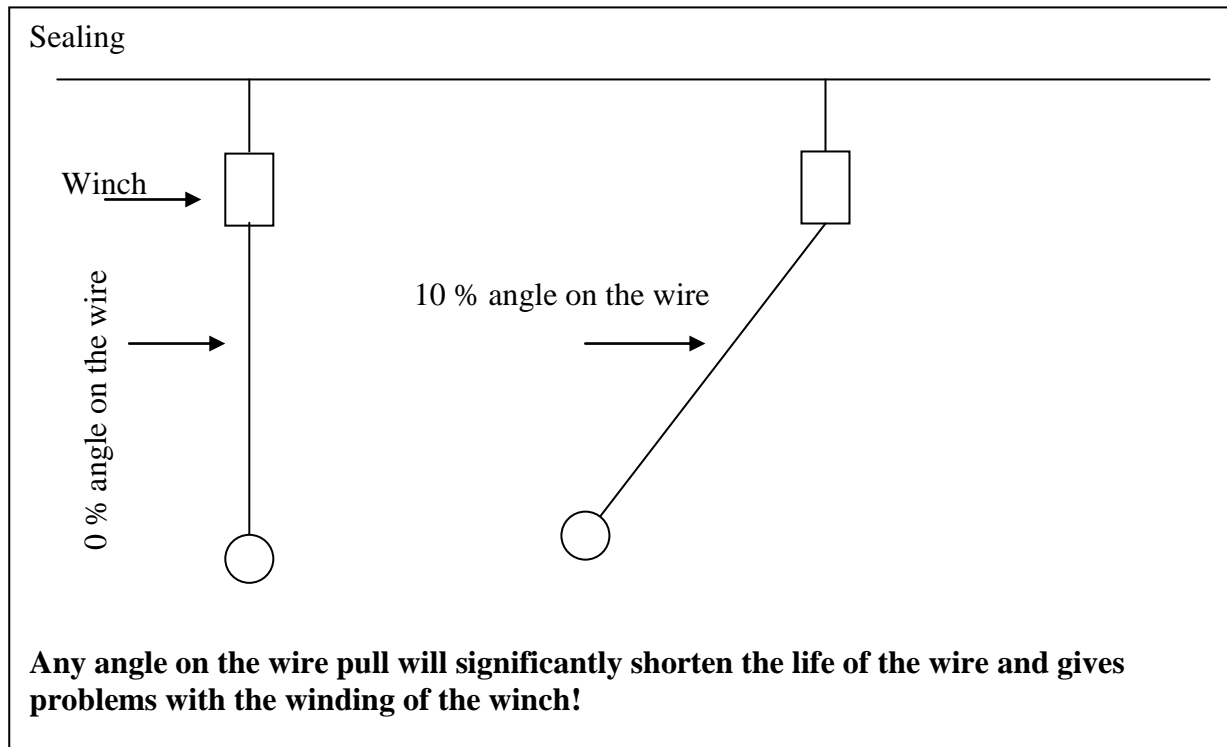 Sealing
Winch
0 % angle on the wire
10 % angle on the wire
Any angle on the wire pull will significantly shorten the life of the wire and gives
problems with the winding of the winch!